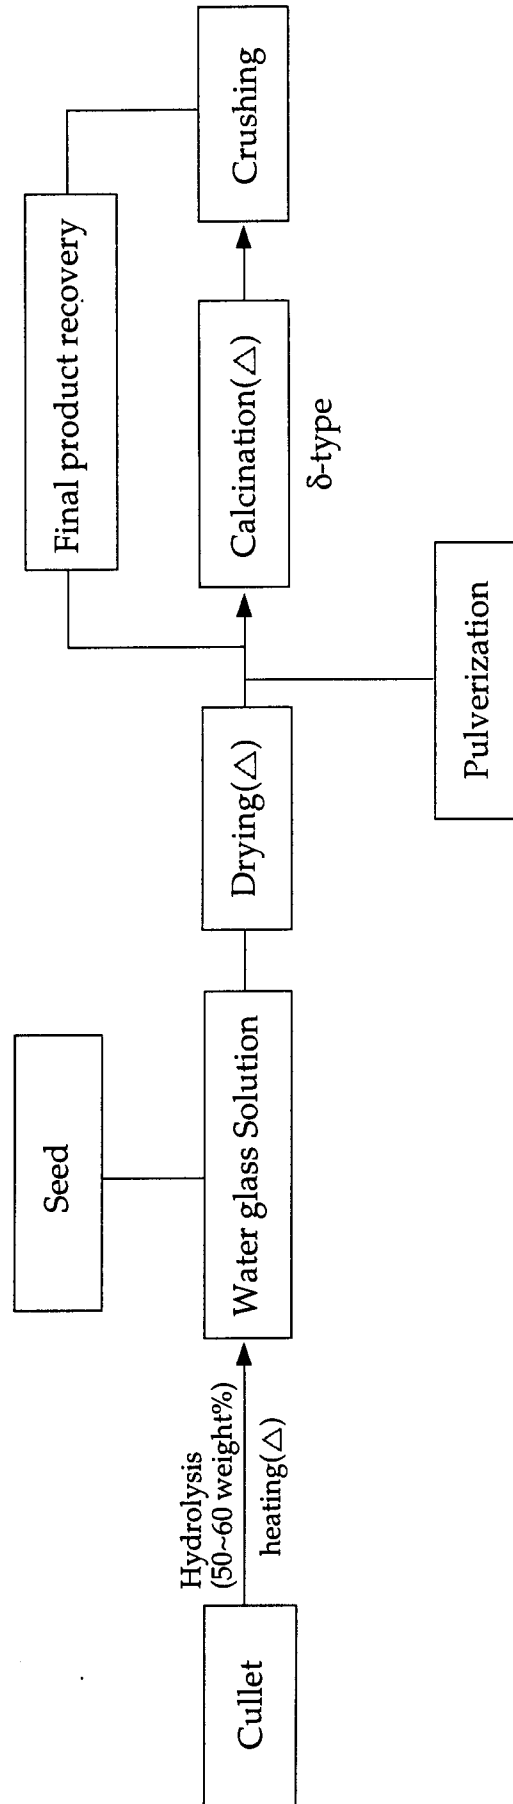 Cullet
Hydrolysis
(50~60 weight%)
heating(△)
Seed
Water glass Solution
Drying(△)
Pulverization
Final product recovery
Calcination(△)
δ-type
Crushing